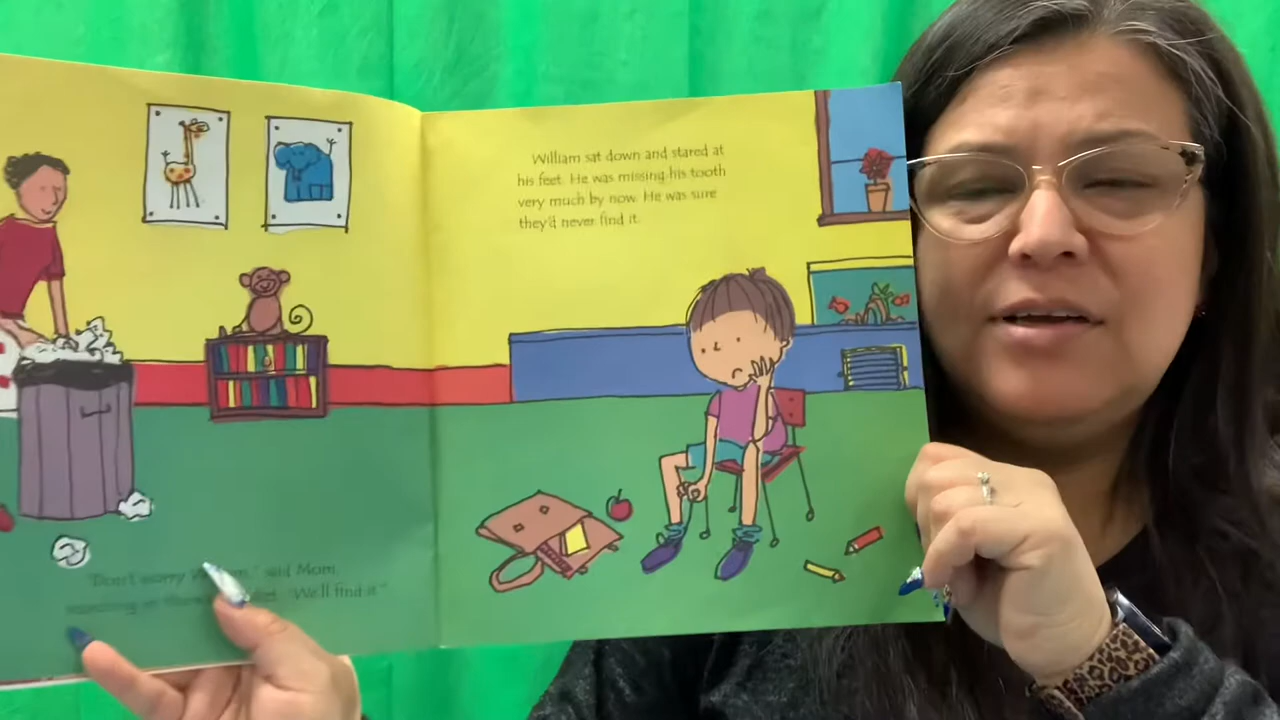 "Don't worry William," said Mom,
"We'll find it."
William sat down and stared at
his feet. He was missing his tooth
very much by now. He was sure
they'd never find it.